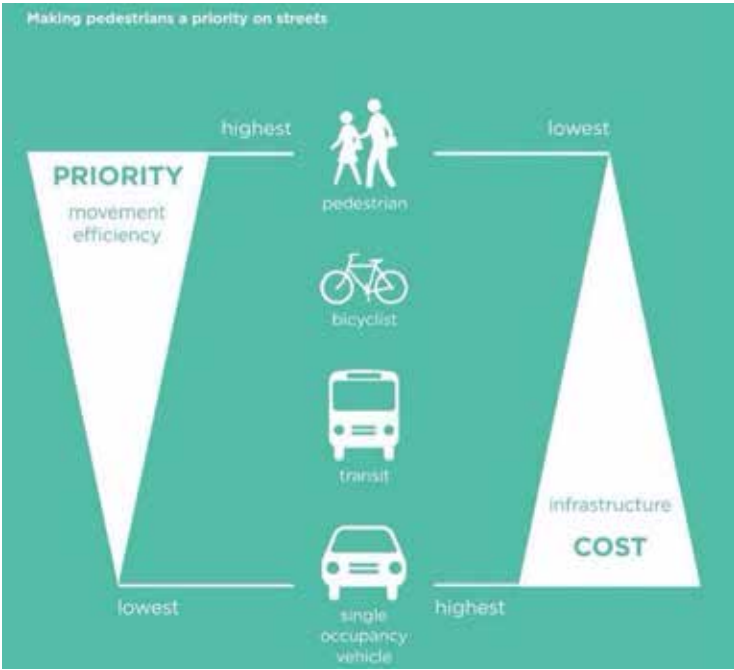 Making pedestrians a priority on streets
highest
lowest
PRIORITY
movement
efficiency
pedestrian
bicyclist
transit
infrastructure
COST
lowest
highest
single
occupancy
vehicle